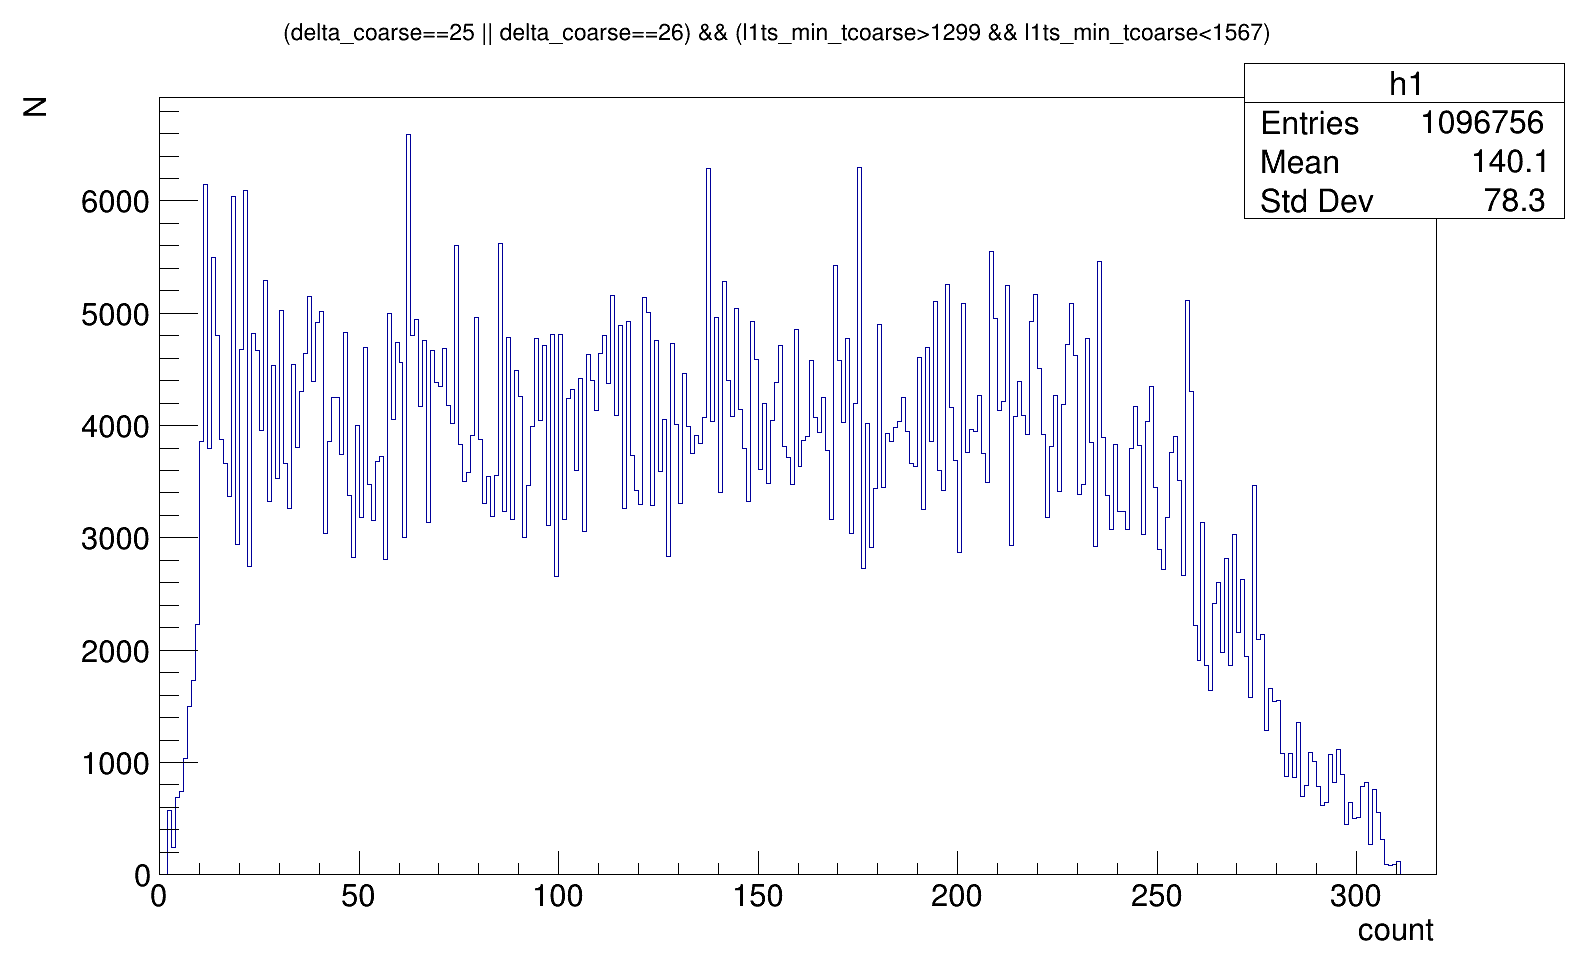 (delta_coarse==25 || delta_coarse==26) && (l1ts_min_tcoarse>1299 && l1ts_min_tcoarse<1567)
N
h1
Entries 1096756
Mean 140.1
Std Dev 78.3
6000
5000
4000
3000
2000
1000
0
0 50 100 150 200 250 300
count